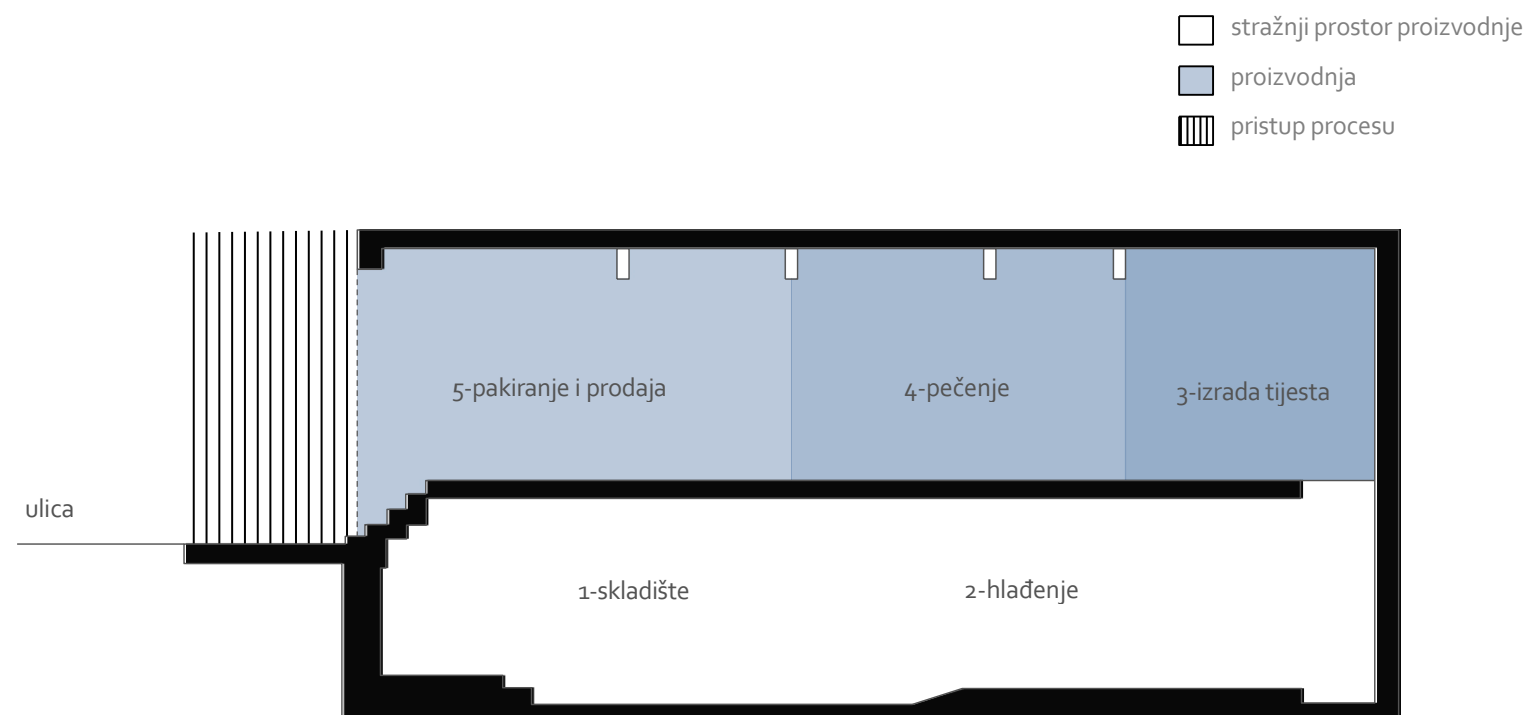 stražnji prostor proizvodnje
proizvodnja
pristup procesu
5-pakiranje i prodaja
4-pečenje
3-izrada tijesta
ulica
1-skladište
2-hlađenje